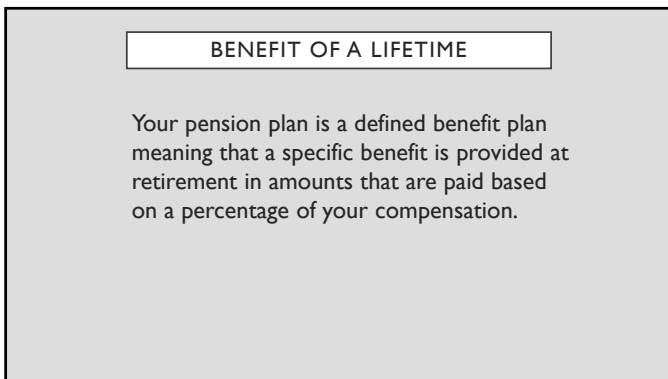 BENEFIT OF A LIFETIME
Your pension plan is a defined benefit plan
meaning that a specific benefit is provided at
retirement in amounts that are paid based
on a percentage of your compensation.